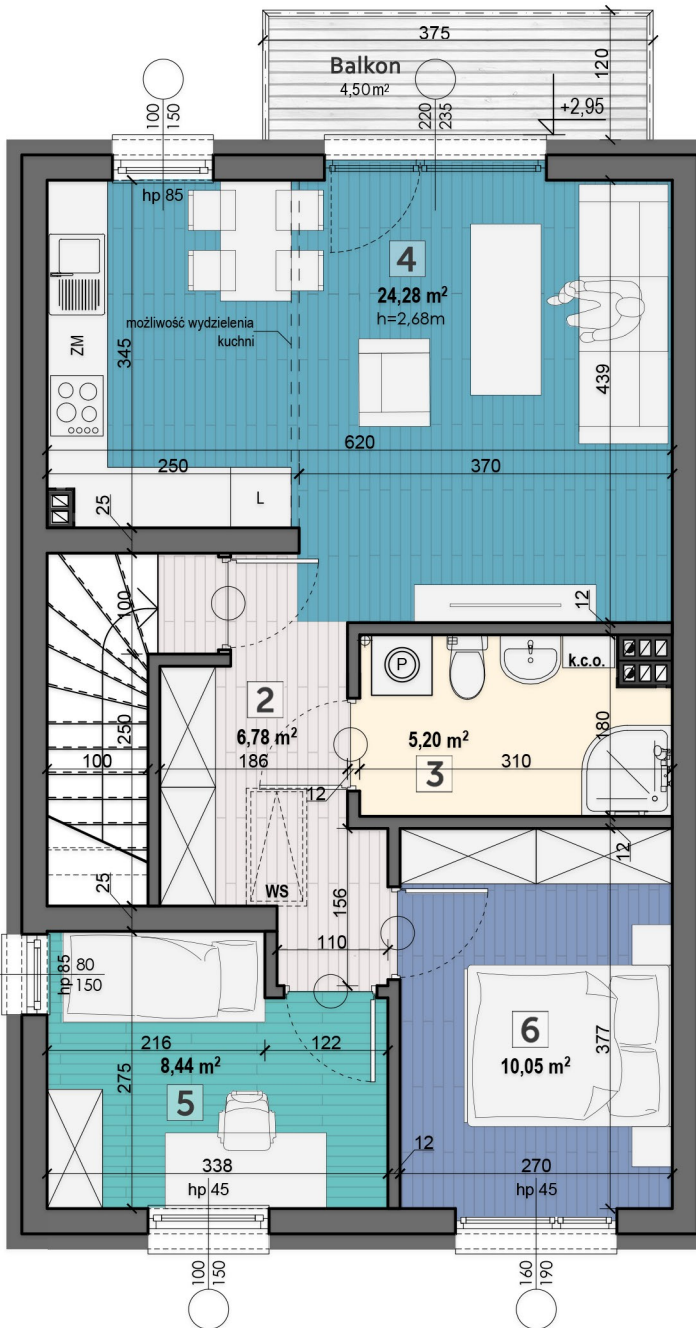 375
Balkon
4,50m²
120
100
150
220
235
+2,95
hp 85
4
24,28 m²
h=2,68m
możliwość wydzielenia
kuchni
ZM
345
439
620
250
370
L
25
12
100
2
6,78 m²
P
k.c.o.
5,20 m²
3
180
250
100
186
310
12
12
WS
156
25
110
hp 85
80
150
6
10,05 m²
377
216
122
8,44 m²
5
275
12
338
270
hp 45
hp 45
100
150
160
190